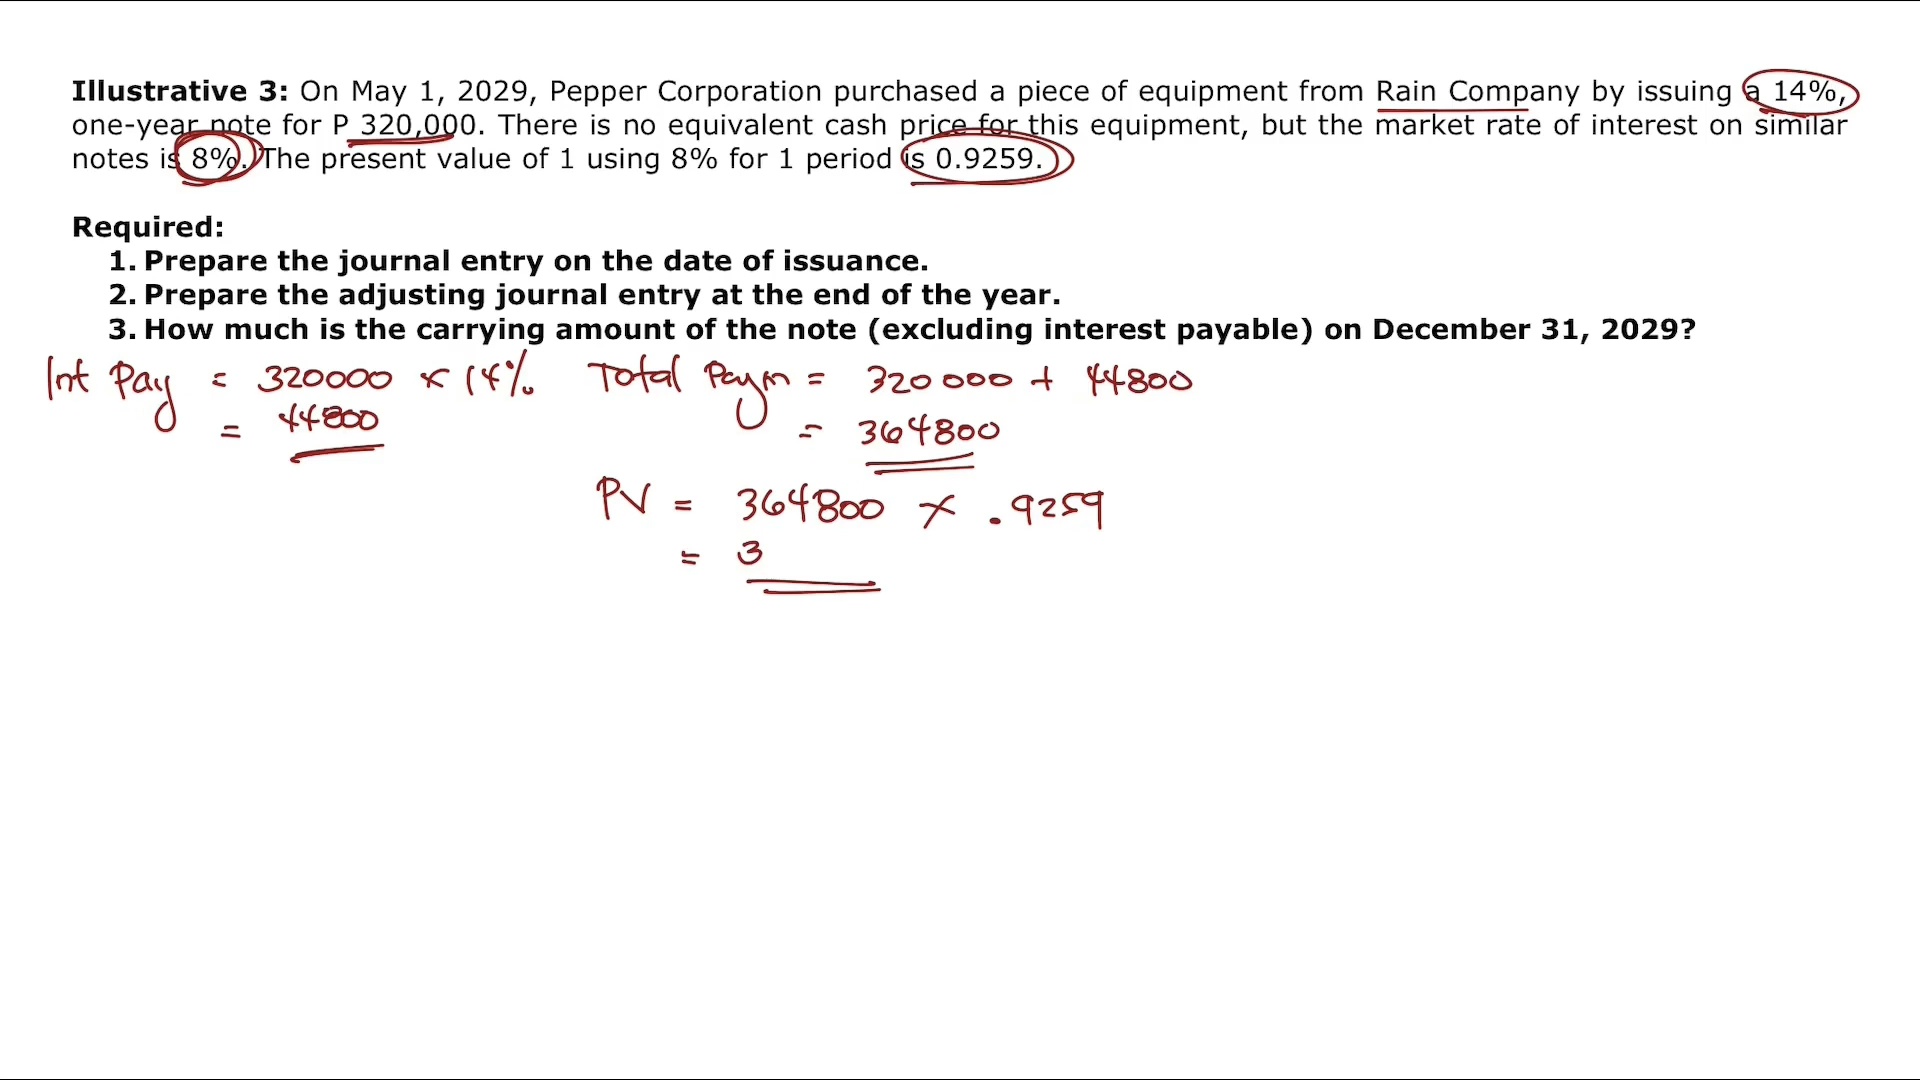 Illustrative 3: On May 1, 2029, Pepper Corporation purchased a piece of equipment from Rain Company by issuing a 14%,
one-year note for P 320,000. There is no equivalent cash price for this equipment, but the market rate of interest on similar
notes is 8%. The present value of 1 using 8% for 1 period is 0.9259.
Required:
1. Prepare the journal entry on the date of issuance.
2. Prepare the adjusting journal entry at the end of the year.
3. How much is the carrying amount of the note (excluding interest payable) on December 31, 2029?
Int Pay = 320000 x 14%
= 44800
Total Paym = 320 000 + 44800
= 364800
PV = 364800 x .9259
= 3